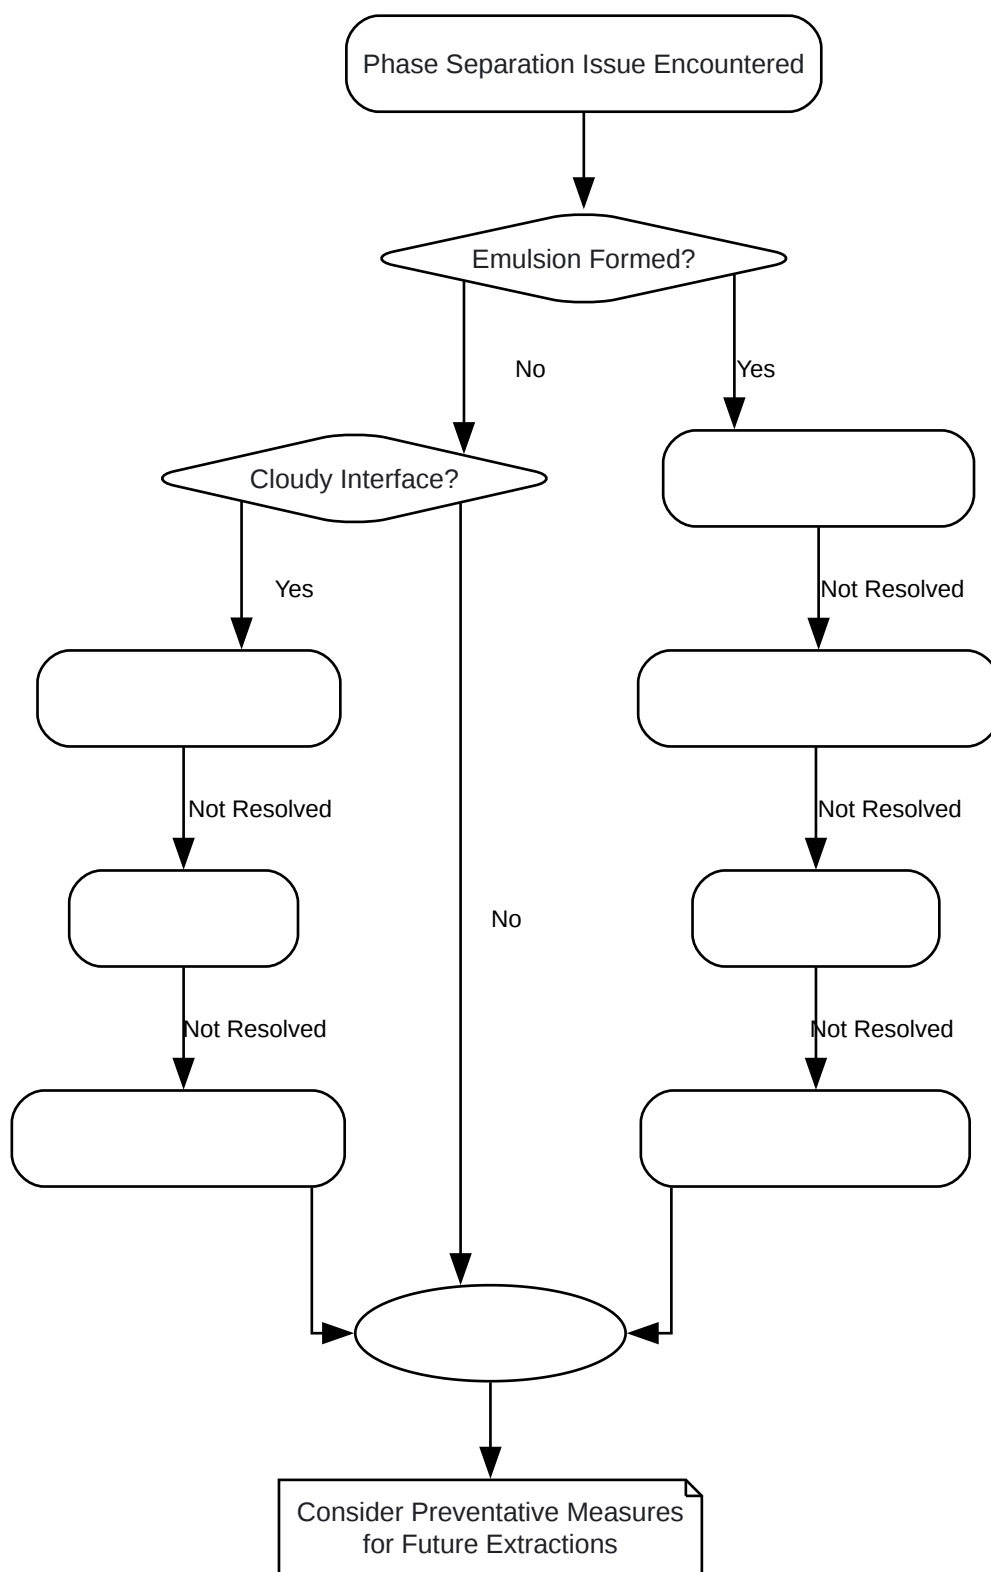 Phase Separation Issue Encountered
Emulsion Formed?
No
Yes
Cloudy Interface?
Yes
Not Resolved
Not Resolved
Not Resolved
No
Not Resolved
Not Resolved
Consider Preventative Measures
for Future Extractions